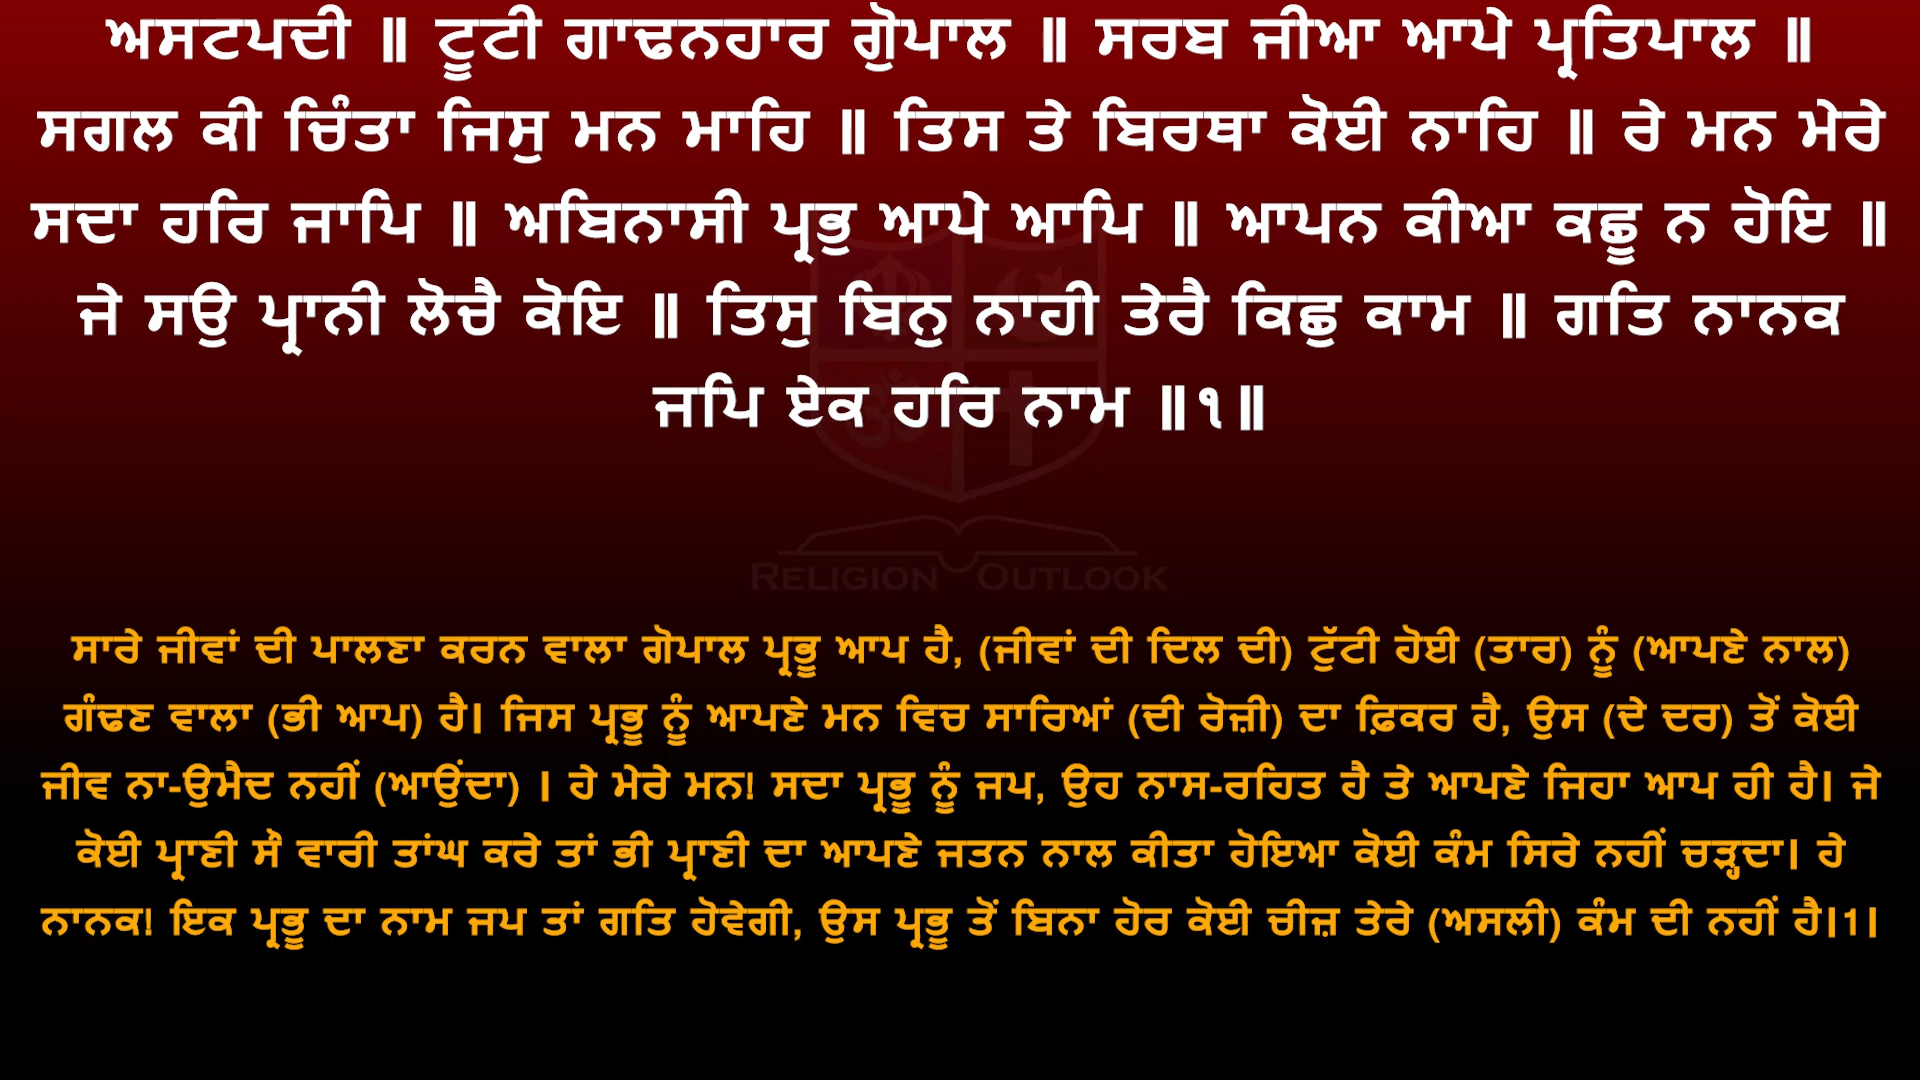 ਅਸਟਪਦੀ ॥ ਟੂਟੀ ਗਾਢਨਹਾਰ ਗੋੁਪਾਲ ॥ ਸਰਬ ਜੀਆ ਆਪੇ ਪ੍ਰਤਿਪਾਲ ॥
ਸਗਲ ਕੀ ਚਿੰਤਾ ਜਿਸੁ ਮਨ ਮਾਹਿ ॥ ਤਿਸ ਤੇ ਬਿਰਥਾ ਕੋਈ ਨਾਹਿ ॥ ਰੇ ਮਨ ਮੇਰੇ
ਸਦਾ ਹਰਿ ਜਾਪਿ ॥ ਅਬਿਨਾਸੀ ਪ੍ਰਭੁ ਆਪੇ ਆਪਿ ॥ ਆਪਨ ਕੀਆ ਕਛੂ ਨ ਹੋਇ ॥
ਜੇ ਸਉ ਪ੍ਰਾਨੀ ਲੋਚੈ ਕੋਇ ॥ ਤਿਸੁ ਬਿਨੁ ਨਾਹੀ ਤੇਰੈ ਕਿਛੁ ਕਾਮ ॥ ਗਤਿ ਨਾਨਕ
ਜਪਿ ਏਕ ਹਰਿ ਨਾਮ ॥੧॥
RELIGION OUTLOOK
ਸਾਰੇ ਜੀਵਾਂ ਦੀ ਪਾਲਣਾ ਕਰਨ ਵਾਲਾ ਗੋਪਾਲ ਪ੍ਰਭੂ ਆਪ ਹੈ, (ਜੀਵਾਂ ਦੀ ਦਿਲ ਦੀ) ਟੁੱਟੀ ਹੋਈ (ਤਾਰ) ਨੂੰ (ਆਪਣੇ ਨਾਲ)
ਗੰਢਣ ਵਾਲਾ (ਭੀ ਆਪ) ਹੈ। ਜਿਸ ਪ੍ਰਭੂ ਨੂੰ ਆਪਣੇ ਮਨ ਵਿਚ ਸਾਰਿਆਂ (ਦੀ ਰੋਜ਼ੀ) ਦਾ ਫ਼ਿਕਰ ਹੈ, ਉਸ (ਦੇ ਦਰ) ਤੋਂ ਕੋਈ
ਜੀਵ ਨਾ-ਉਮੈਦ ਨਹੀਂ (ਆਉਂਦਾ) । ਹੇ ਮੇਰੇ ਮਨ! ਸਦਾ ਪ੍ਰਭੂ ਨੂੰ ਜਪ, ਉਹ ਨਾਸ-ਰਹਿਤ ਹੈ ਤੇ ਆਪਣੇ ਜਿਹਾ ਆਪ ਹੀ ਹੈ। ਜੇ
ਕੋਈ ਪ੍ਰਾਣੀ ਸੌ ਵਾਰੀ ਤਾਂਘ ਕਰੇ ਤਾਂ ਭੀ ਪ੍ਰਾਣੀ ਦਾ ਆਪਣੇ ਜਤਨ ਨਾਲ ਕੀਤਾ ਹੋਇਆ ਕੋਈ ਕੰਮ ਸਿਰੇ ਨਹੀਂ ਚੜ੍ਹਦਾ। ਹੇ
ਨਾਨਕ! ਇਕ ਪ੍ਰਭੂ ਦਾ ਨਾਮ ਜਪ ਤਾਂ ਗਤਿ ਹੋਵੇਗੀ, ਉਸ ਪ੍ਰਭੂ ਤੋਂ ਬਿਨਾ ਹੋਰ ਕੋਈ ਚੀਜ਼ ਤੇਰੇ (ਅਸਲੀ) ਕੰਮ ਦੀ ਨਹੀਂ ਹੈ।1।